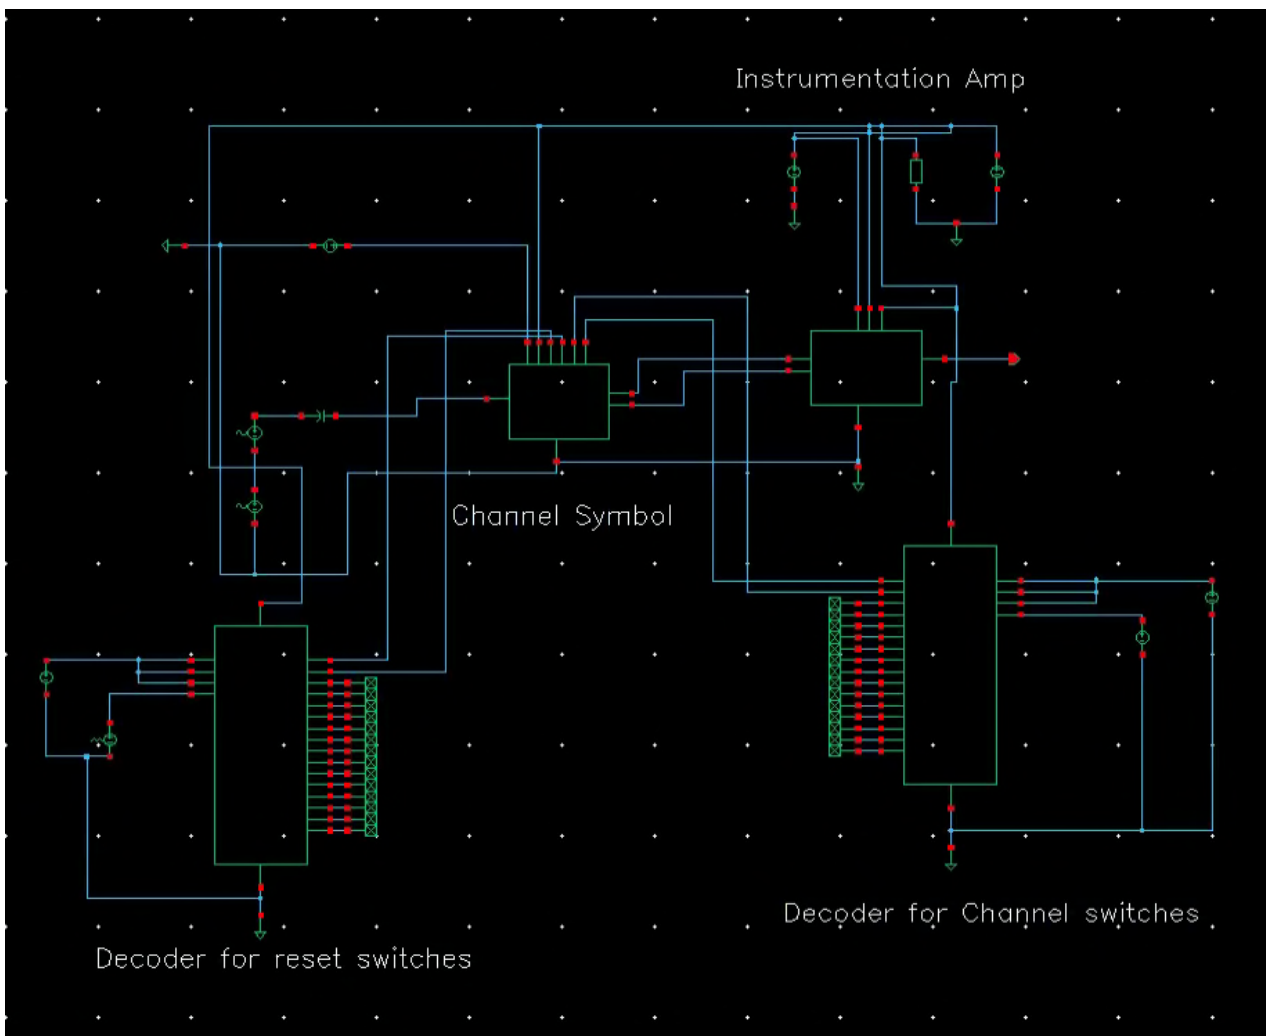 Instrumentation Amp
Channel Symbol
Decoder for Channel switches
Decoder for reset switches